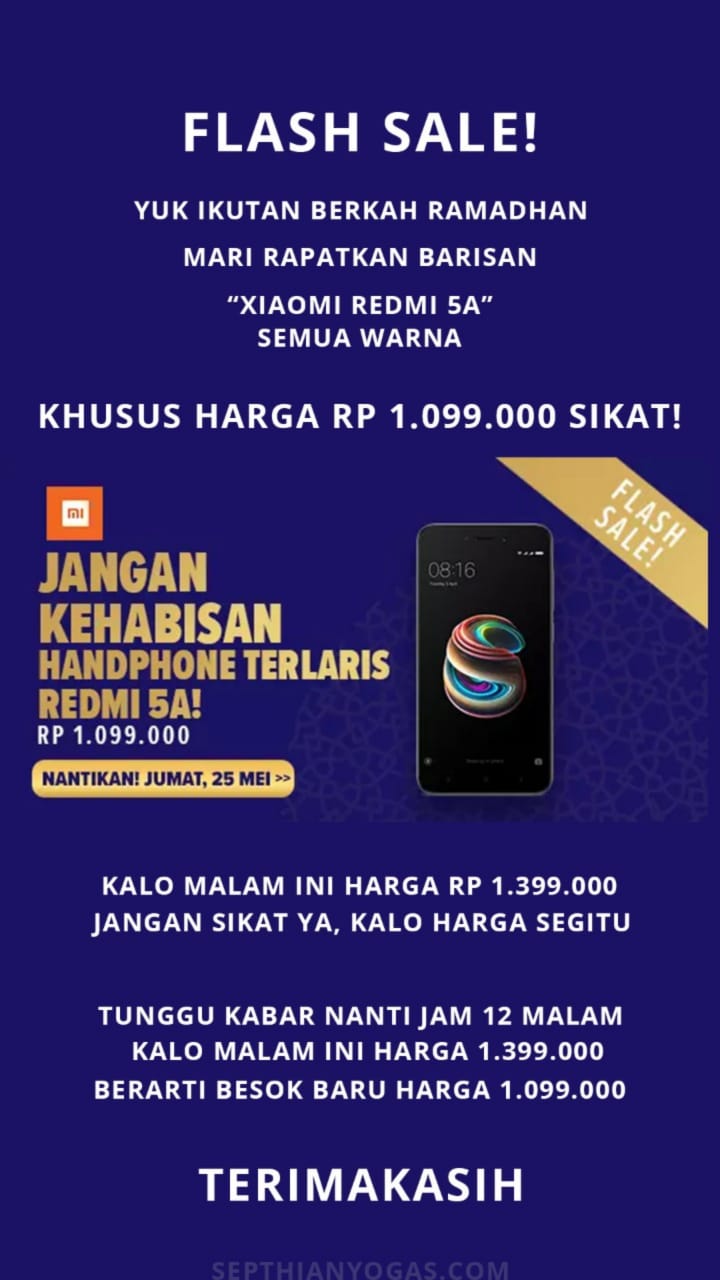 FLASH SALE!
YUK IKUTAN BERKAH RAMADHAN
MARI RAPATKAN BARISAN
“XIAOMI REDMI 5A”
SEMUA WARNA
KHUSUS HARGA RP 1.099.000 SIKAT!
FLASH
SALE!
mi
JANGAN
KEHABISAN
HANDPHONE TERLARIS
REDMI 5A!
RP 1.099.000
NANTIKAN! JUMAT, 25 MEI >>
08:16
KALO MALAM INI HARGA RP 1.399.000
JANGAN SIKAT YA, KALO HARGA SEGITU
TUNGGU KABAR NANTI JAM 12 MALAM
KALO MALAM INI HARGA 1.399.000
BERARTI BESOK BARU HARGA 1.099.000
TERIMAKASIH
SEPTHIANYOGAS.COM